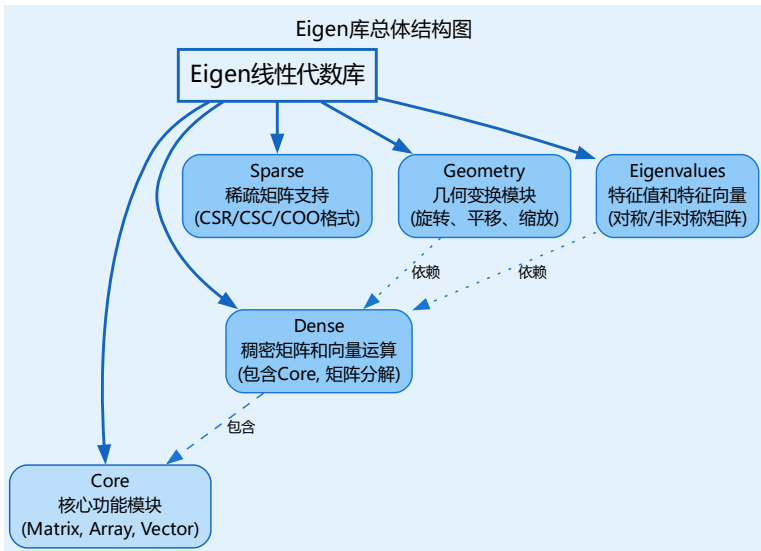 Eigen库总体结构图
Eigen线性代数库
Sparse
稀疏矩阵支持
(CSR/CSC/COO格式)
Geometry
几何变换模块
(旋转、平移、缩放)
Eigenvalues
特征值和特征向量
(对称/非对称矩阵)
依赖
依赖
Dense
稠密矩阵和向量运算
(包含Core, 矩阵分解)
包含
Core
核心功能模块
(Matrix, Array, Vector)